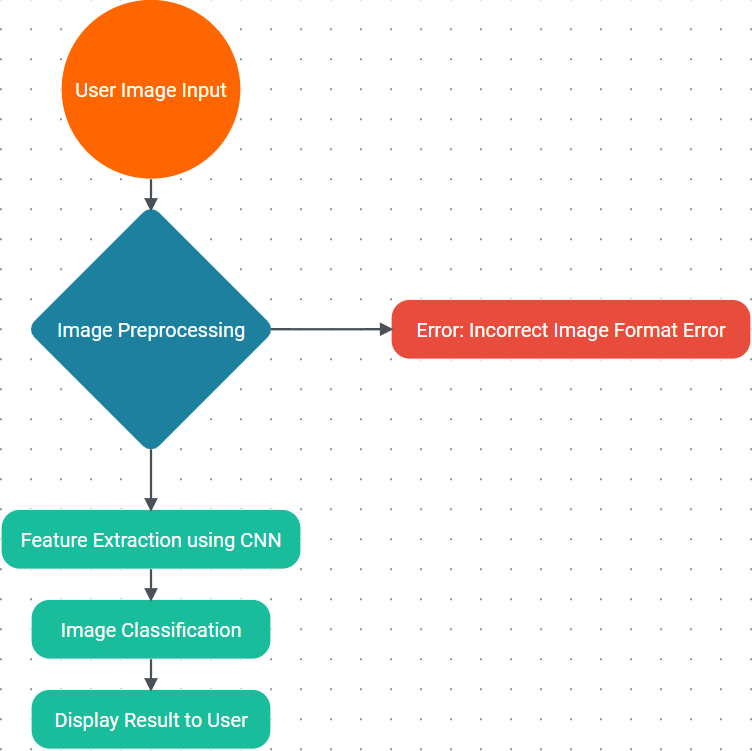 User Image Input
Image Preprocessing
Error: Incorrect Image Format Error
Feature Extraction using CNN
Image Classification
Display Result to User